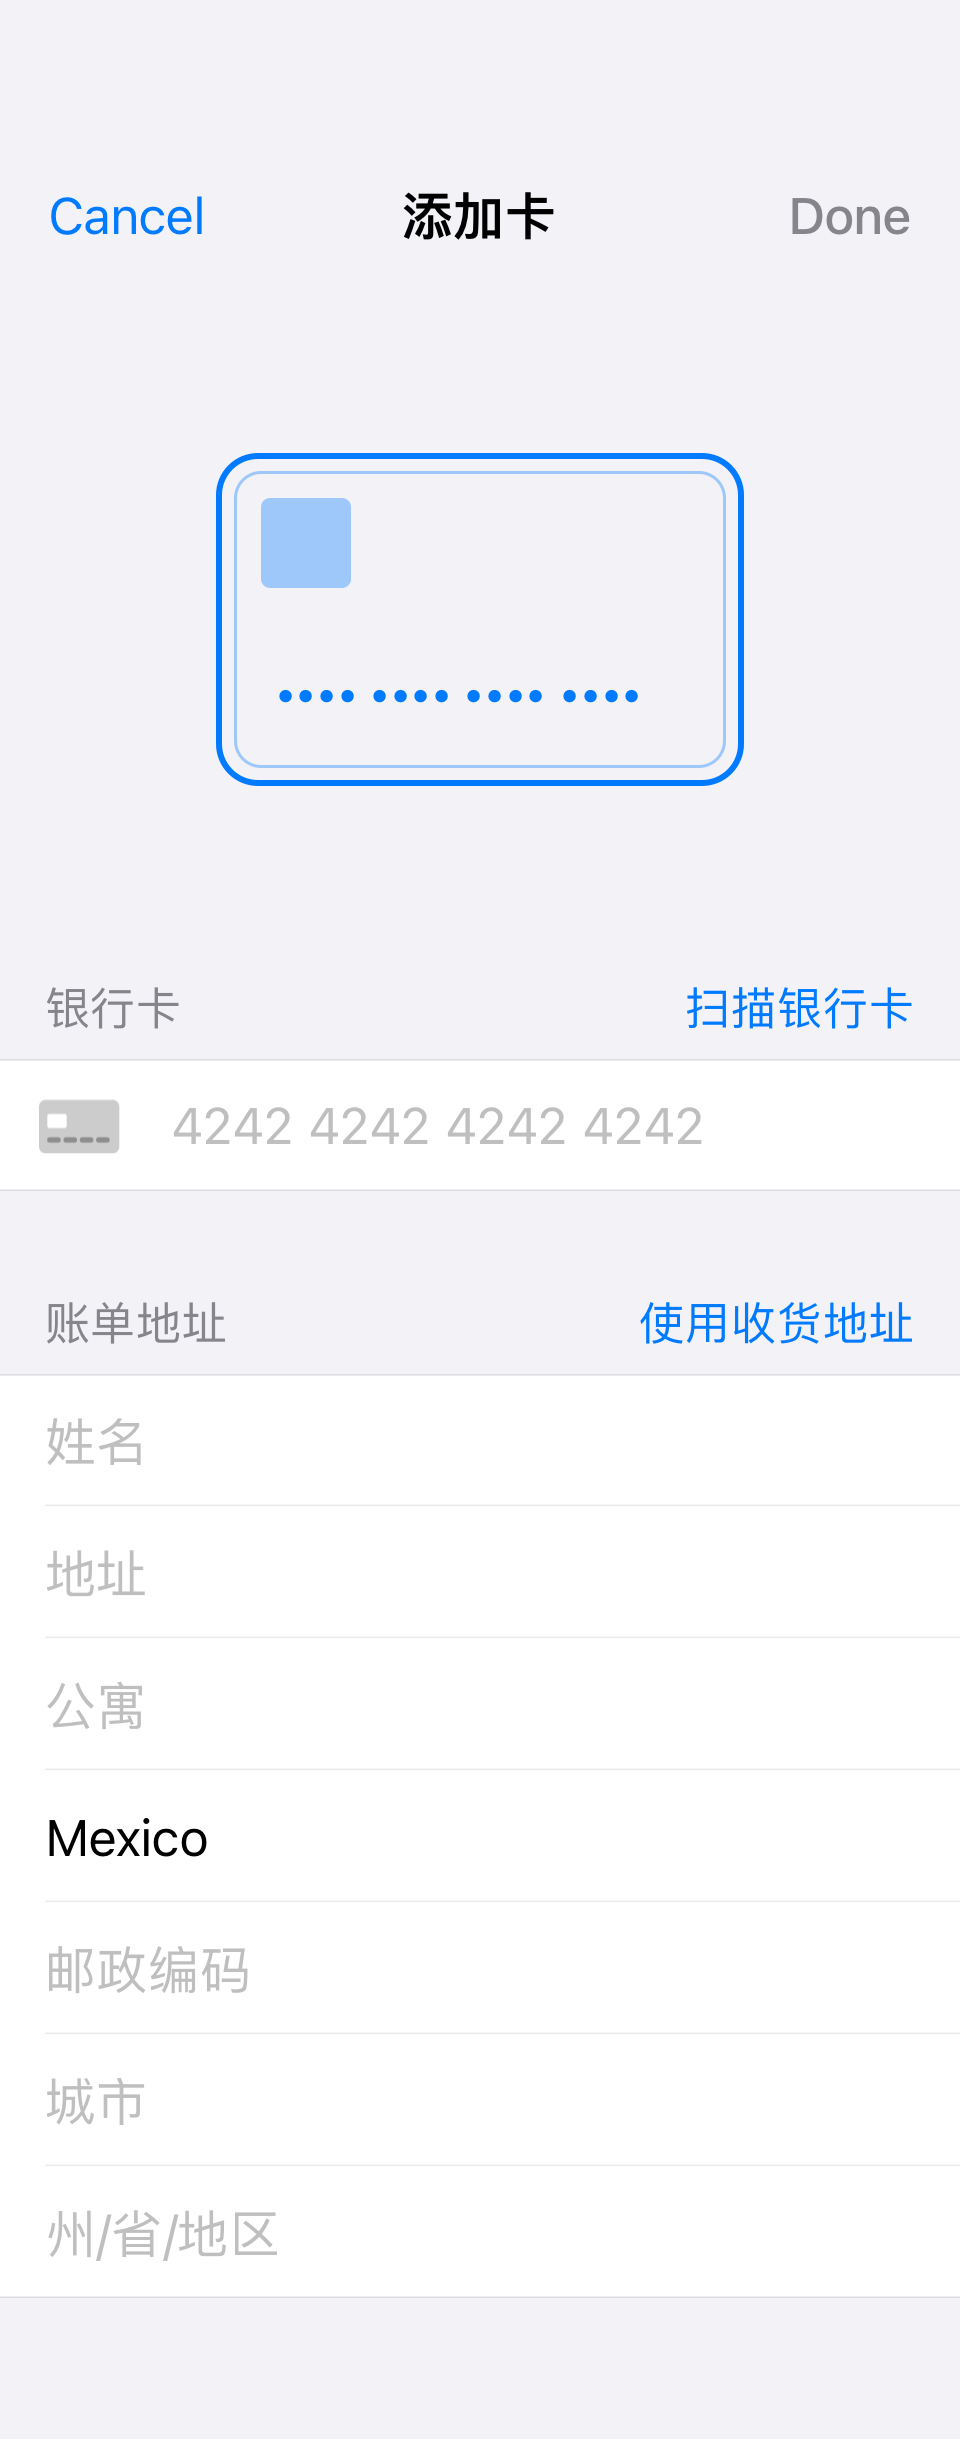 Cancel 添加卡 Done
银行卡 扫描银行卡
4242 4242 4242 4242
账单地址 使用收货地址
姓名
地址
公寓
Mexico
邮政编码
城市
州/省/地区